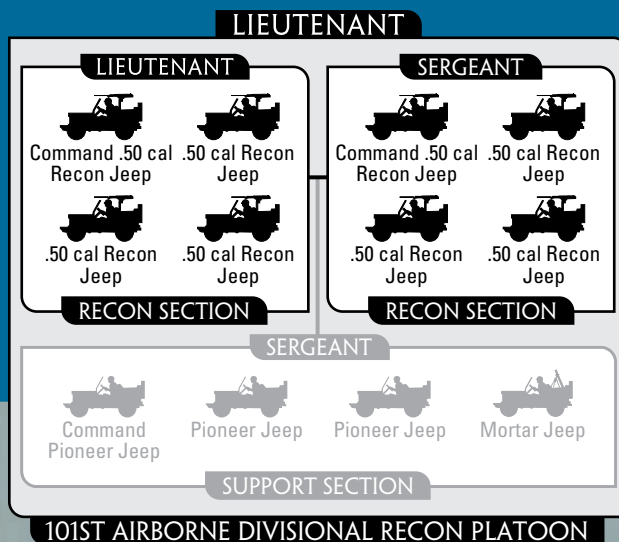 LIEUTENANT
LIEUTENANT
Command .50 cal Recon Jeep
.50 cal Recon Jeep
.50 cal Recon Jeep
.50 cal Recon Jeep
RECON SECTION
SERGEANT
Command .50 cal Recon Jeep
.50 cal Recon Jeep
.50 cal Recon Jeep
.50 cal Recon Jeep
RECON SECTION
SERGEANT
Command Pioneer Jeep
Pioneer Jeep
Pioneer Jeep
Mortar Jeep
SUPPORT SECTION
101ST AIRBORNE DIVISIONAL RECON PLATOON